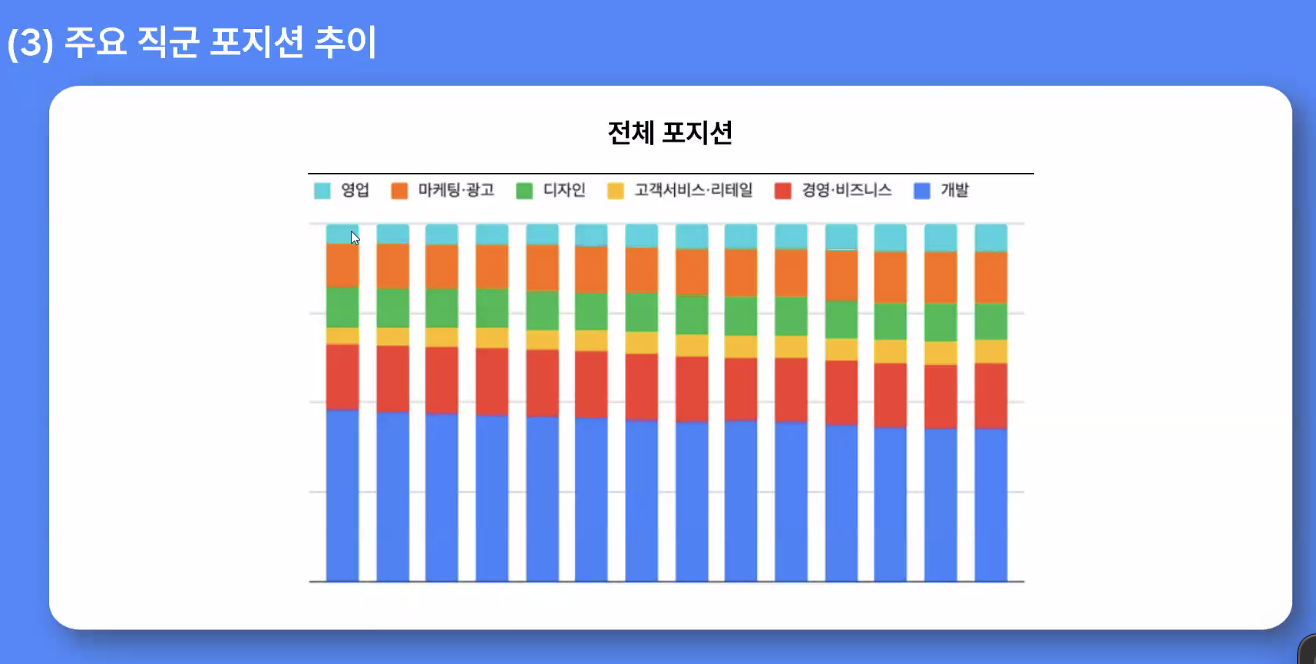 (3) 주요 직군 포지션 추이
전체 포지션
영업 마케팅·광고 디자인 고객서비스·리테일 경영·비즈니스 개발